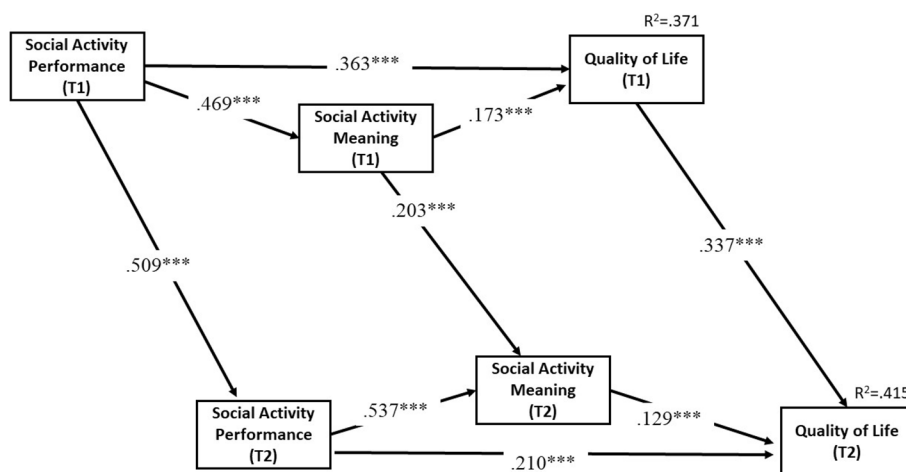 R²=.371
Social Activity
Performance
(T1)
.363***
Quality of Life
(T1)
.469***
Social Activity
Meaning
(T1)
.173***
.203***
.509***
.337***
Social Activity
Meaning
(T2)
R²=.415
Social Activity
Performance
(T2)
.537***
.129***
Quality of Life
(T2)
.210***